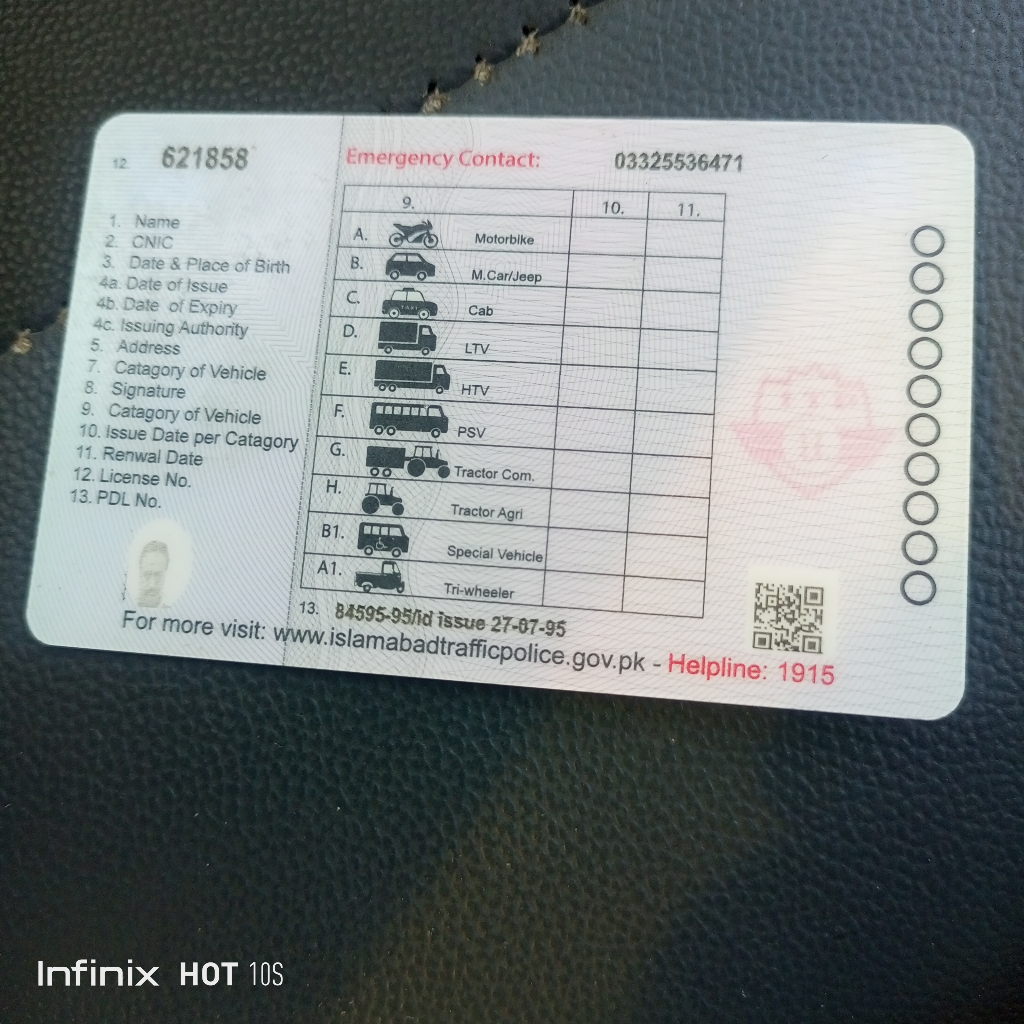 12 621858
Emergency Contact: 03325536471
1. Name
2. CNIC
3. Date & Place of Birth
4a. Date of Issue
4b. Date of Expiry
4c. Issuing Authority
5. Address
7. Catagory of Vehicle
8. Signature
9. Catagory of Vehicle
10. Issue Date per Catagory
11. Renwal Date
12. License No.
13. PDL No.
9. 10. 11.
A. Motorbike
B. M.Car/Jeep
C. TAXI Cab
D. LTV
E. HTV
F. PSV
G. Tractor Com.
H. Tractor Agri
B1. Special Vehicle
A1. Tri-wheeler
13. 84595-95/id issue 27-07-95
For more visit: www.islamabadtrafficpolice.gov.pk - Helpline: 1915
Infinix HOT 10S